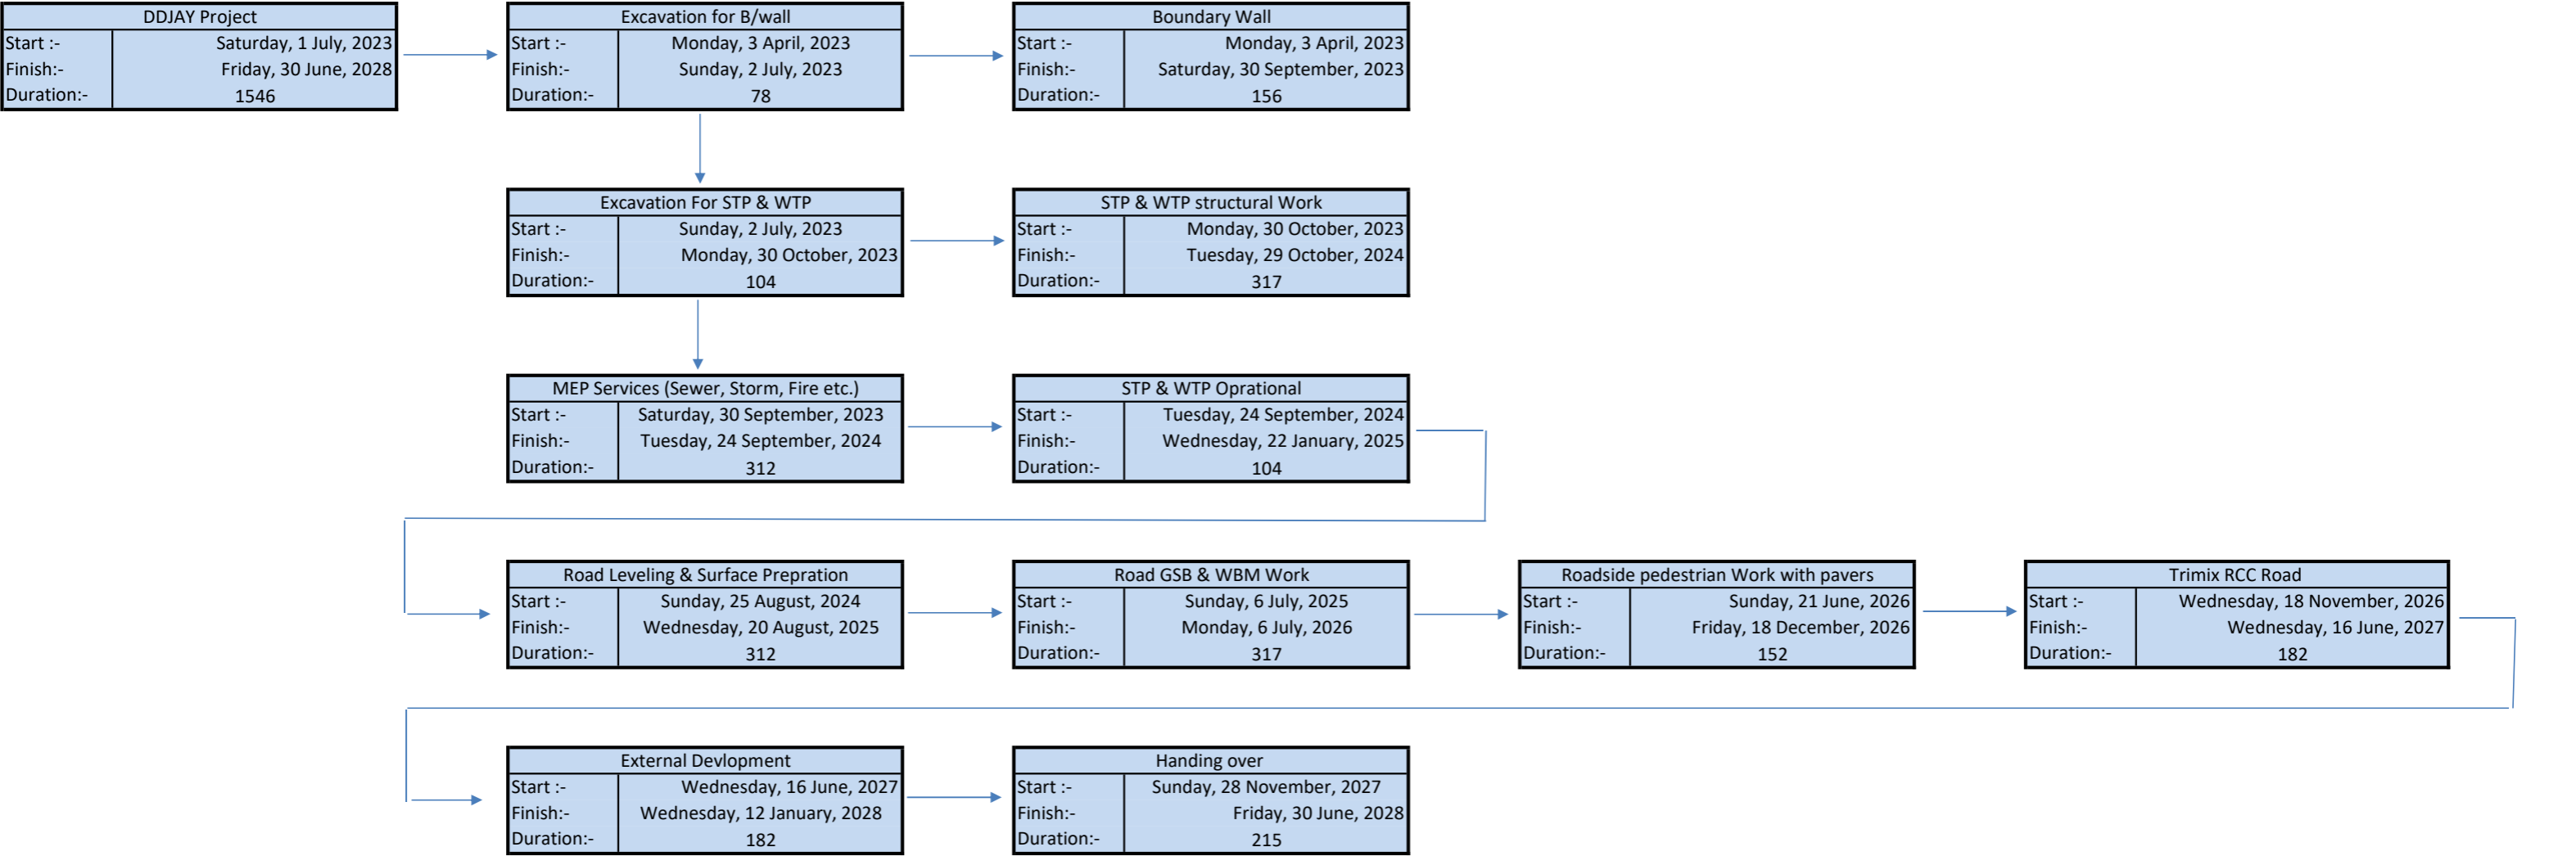 DDJAY Project
Start :- Saturday, 1 July, 2023
Finish:- Friday, 30 June, 2028
Duration:- 1546
Excavation for B/wall
Start :- Monday, 3 April, 2023
Finish:- Sunday, 2 July, 2023
Duration:- 78
Boundary Wall
Start :- Monday, 3 April, 2023
Finish:- Saturday, 30 September, 2023
Duration:- 156
Excavation For STP & WTP
Start :- Sunday, 2 July, 2023
Finish:- Monday, 30 October, 2023
Duration:- 104
STP & WTP structural Work
Start :- Monday, 30 October, 2023
Finish:- Tuesday, 29 October, 2024
Duration:- 317
MEP Services (Sewer, Storm, Fire etc.)
Start :- Saturday, 30 September, 2023
Finish:- Tuesday, 24 September, 2024
Duration:- 312
STP & WTP Oprational
Start :- Tuesday, 24 September, 2024
Finish:- Wednesday, 22 January, 2025
Duration:- 104
Road Leveling & Surface Prepration
Start :- Sunday, 25 August, 2024
Finish:- Wednesday, 20 August, 2025
Duration:- 312
Road GSB & WBM Work
Start :- Sunday, 6 July, 2025
Finish:- Monday, 6 July, 2026
Duration:- 317
Roadside pedestrian Work with pavers
Start :- Sunday, 21 June, 2026
Finish:- Friday, 18 December, 2026
Duration:- 152
Trimix RCC Road
Start :- Wednesday, 18 November, 2026
Finish:- Wednesday, 16 June, 2027
Duration:- 182
External Devlopment
Start :- Wednesday, 16 June, 2027
Finish:- Wednesday, 12 January, 2028
Duration:- 182
Handing over
Start :- Sunday, 28 November, 2027
Finish:- Friday, 30 June, 2028
Duration:- 215